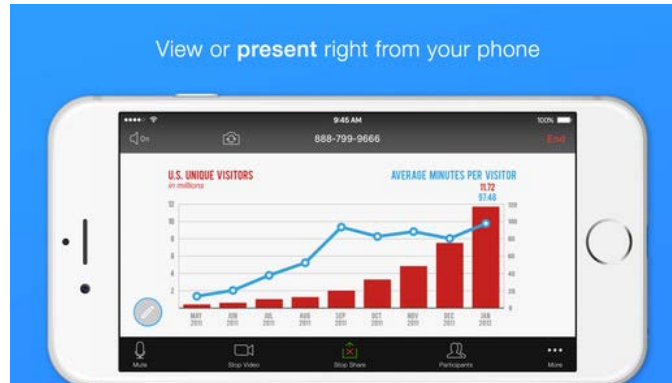 View or present right from your phone
9:45 AM
100%
On
888-799-9666
End
U.S. UNIQUE VISITORS
in millions
AVERAGE MINUTES PER VISITOR
11.72
97.48
12 10 8 6 4 2
120 100 80 60 40 20 0
MAY 2011
JUN 2011
JUL 2011
AUG 2011
SEP 2011
OCT 2011
NOV 2011
DEC 2011
JAN 2012
Mute
Stop Video
Stop Share
Participants
More